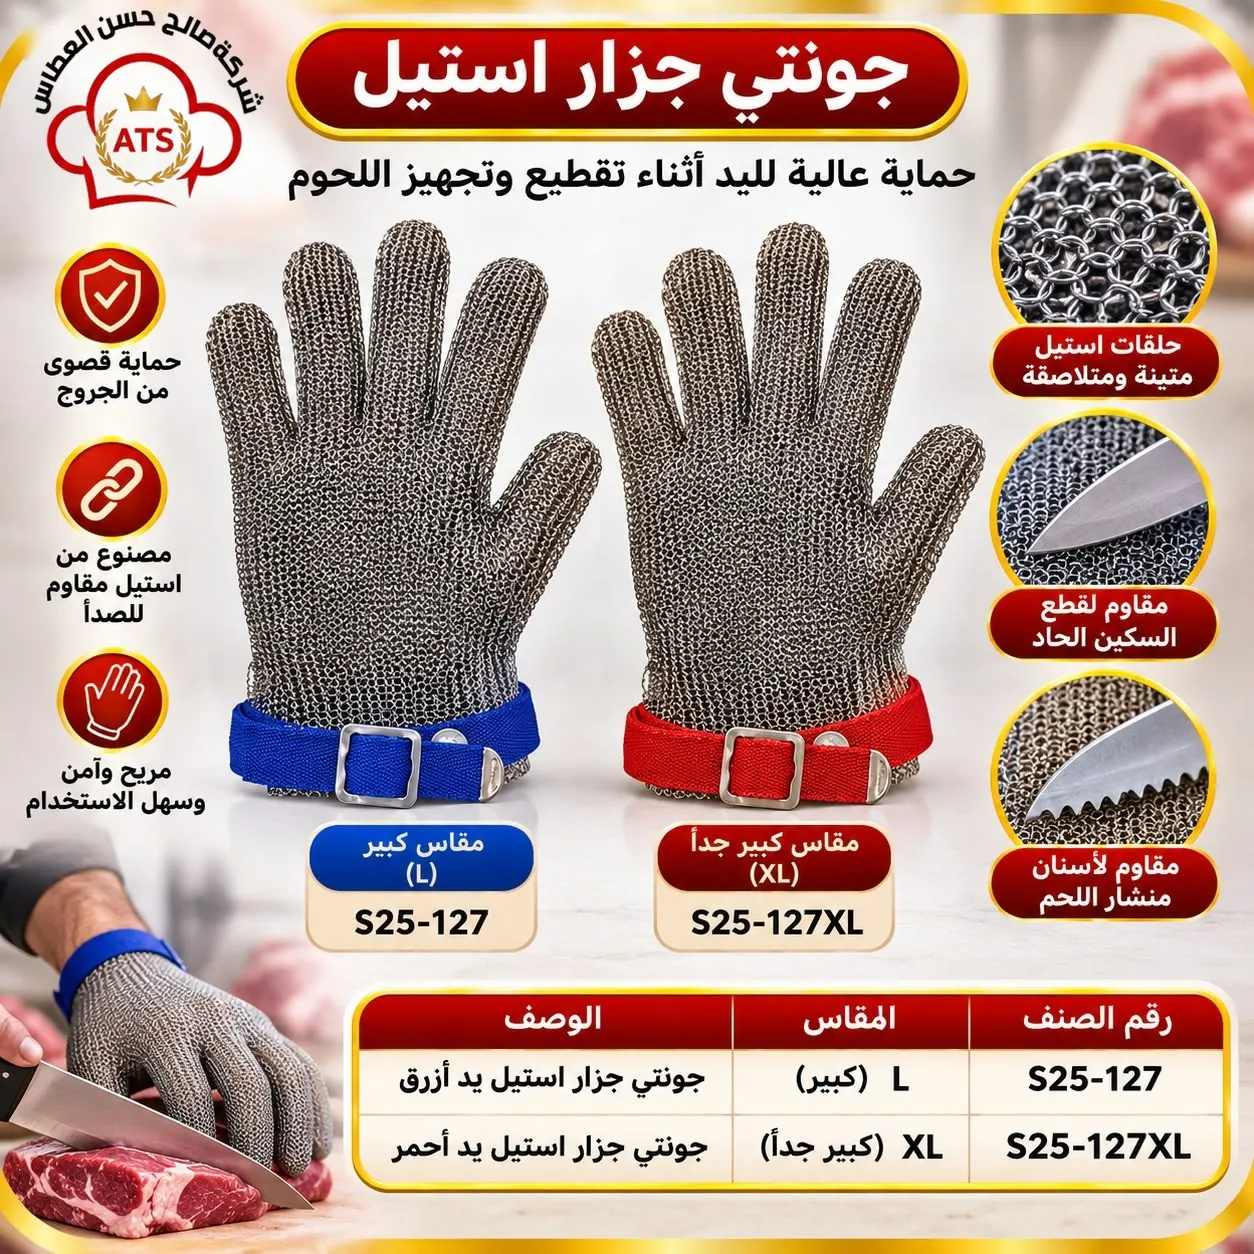 شركة صالح حسن العطاس
ATS
جونتي جزار استيل
حماية عالية لليد أثناء تقطيع وتجهيز اللحوم
حلقات استيل
متينة ومتلاصقة
مقاوم لقطع
السكين الحاد
مقاوم لأسنان
منشار اللحم
حماية قصوى
من الجروح
مصنوع من
استيل مقاوم
للصدأ
مريح وآمن
وسهل الاستخدام
مقاس كبير
(L)
S25-127
مقاس كبير جداً
(XL)
S25-127XL
رقم الصنف المقاس الوصف
S25-127 L (كبير) جونتي جزار استيل يد أزرق
S25-127XL XL (كبير جداً) جونتي جزار استيل يد أحمر